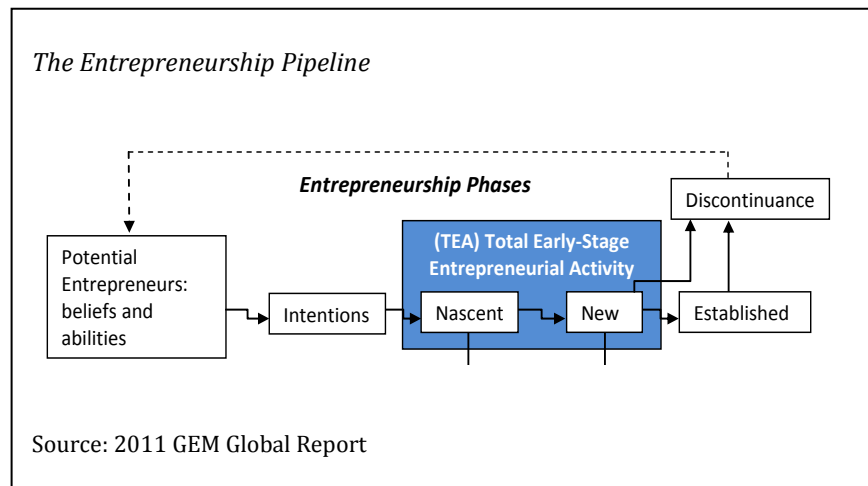 The Entrepreneurship Pipeline
Entrepreneurship Phases
Discontinuance
Potential
Entrepreneurs:
beliefs and
abilities
Intentions
(TEA) Total Early-Stage
Entrepreneurial Activity
Nascent
New
Established
Source: 2011 GEM Global Report